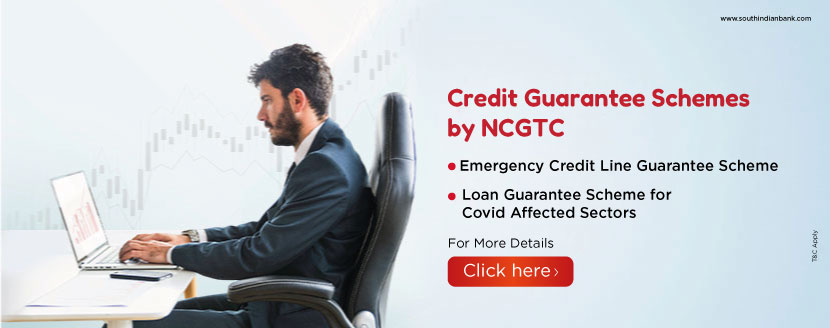 www.southindianbank.com
Credit Guarantee Schemes
by NCGTC
Emergency Credit Line Guarantee Scheme
Loan Guarantee Scheme for
Covid Affected Sectors
For More Details
Click here ›
T&C Apply